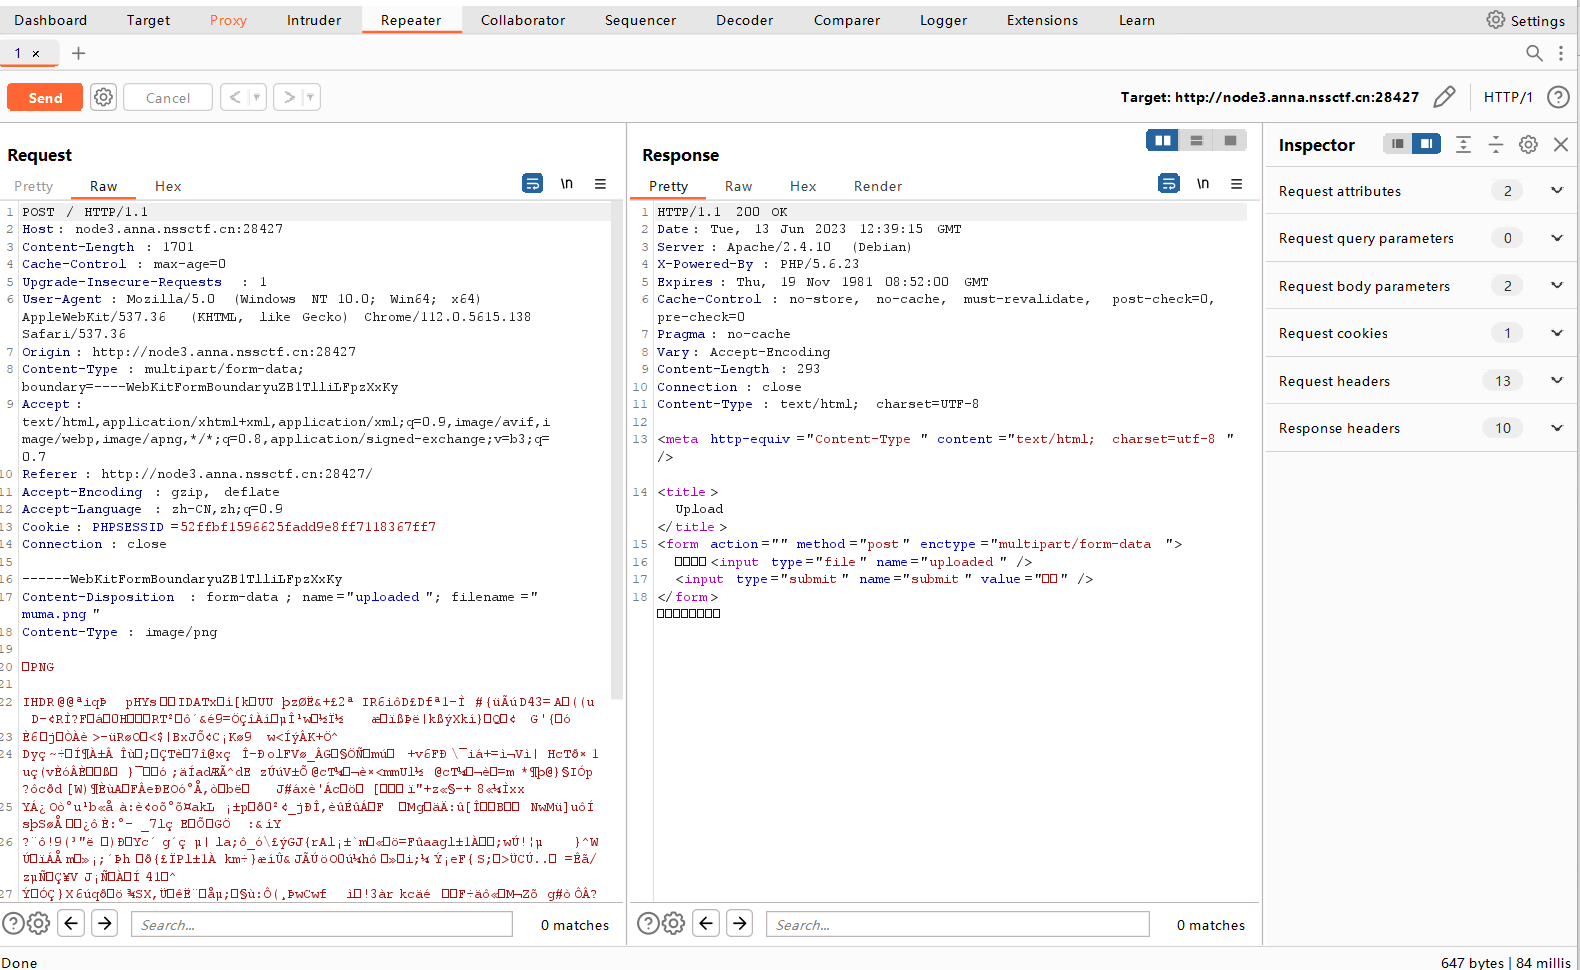 Dashboard Target Proxy Intruder Repeater Collaborator Sequencer Decoder Comparer Logger Extensions Learn Settings
1 × +
Send Cancel < > Target: http://node3.anna.nssctf.cn:28427 HTTP/1
Request
Pretty Raw Hex \n
1 POST / HTTP/1.1
2 Host: node3.anna.nssctf.cn:28427
3 Content-Length : 1701
4 Cache-Control : max-age=0
5 Upgrade-Insecure-Requests : 1
6 User-Agent : Mozilla/5.0 (Windows NT 10.0; Win64; x64)
AppleWebKit/537.36 (KHTML, like Gecko) Chrome/112.0.5615.138
Safari/537.36
7 Origin : http://node3.anna.nssctf.cn:28427
8 Content-Type : multipart/form-data;
boundary=----WebKitFormBoundaryuZB1TlliLFpzXxKy
9 Accept :
text/html,application/xhtml+xml,application/xml;q=0.9,image/avif,i
mage/webp,image/apng,*/*;q=0.8,application/signed-exchange;v=b3;q=
0.7
10 Referer : http://node3.anna.nssctf.cn:28427/
11 Accept-Encoding : gzip, deflate
12 Accept-Language : zh-CN,zh;q=0.9
13 Cookie : PHPSESSID =52ffbf1596625fadd9e8ff7118367ff7
14 Connection : close
15
16 ------WebKitFormBoundaryuZB1TlliLFpzXxKy
17 Content-Disposition : form-data ; name="uploaded "; filename ="
muma.png "
18 Content-Type : image/png
19
20 PNG
21
22
23
24
25
26
27
Search... 0 matches
Response
Pretty Raw Hex Render \n
1 HTTP/1.1 200 OK
2 Date: Tue, 13 Jun 2023 12:39:15 GMT
3 Server : Apache/2.4.10 (Debian)
4 X-Powered-By : PHP/5.6.23
5 Expires : Thu, 19 Nov 1981 08:52:00 GMT
6 Cache-Control : no-store, no-cache, must-revalidate, post-check=0,
pre-check=0
7 Pragma : no-cache
8 Vary: Accept-Encoding
9 Content-Length : 293
10 Connection : close
11 Content-Type : text/html; charset=UTF-8
12
13 <meta http-equiv ="Content-Type " content ="text/html; charset=utf-8 "
/>
14 <title >
Upload
</title >
15 <form action ="" method ="post " enctype ="multipart/form-data ">
16 <input type ="file " name="uploaded " />
17 <input type ="submit " name="submit " value ="" />
18 </form>
Search... 0 matches
Inspector
Request attributes 2
Request query parameters 0
Request body parameters 2
Request cookies 1
Request headers 13
Response headers 10
Done 647 bytes | 84 millis